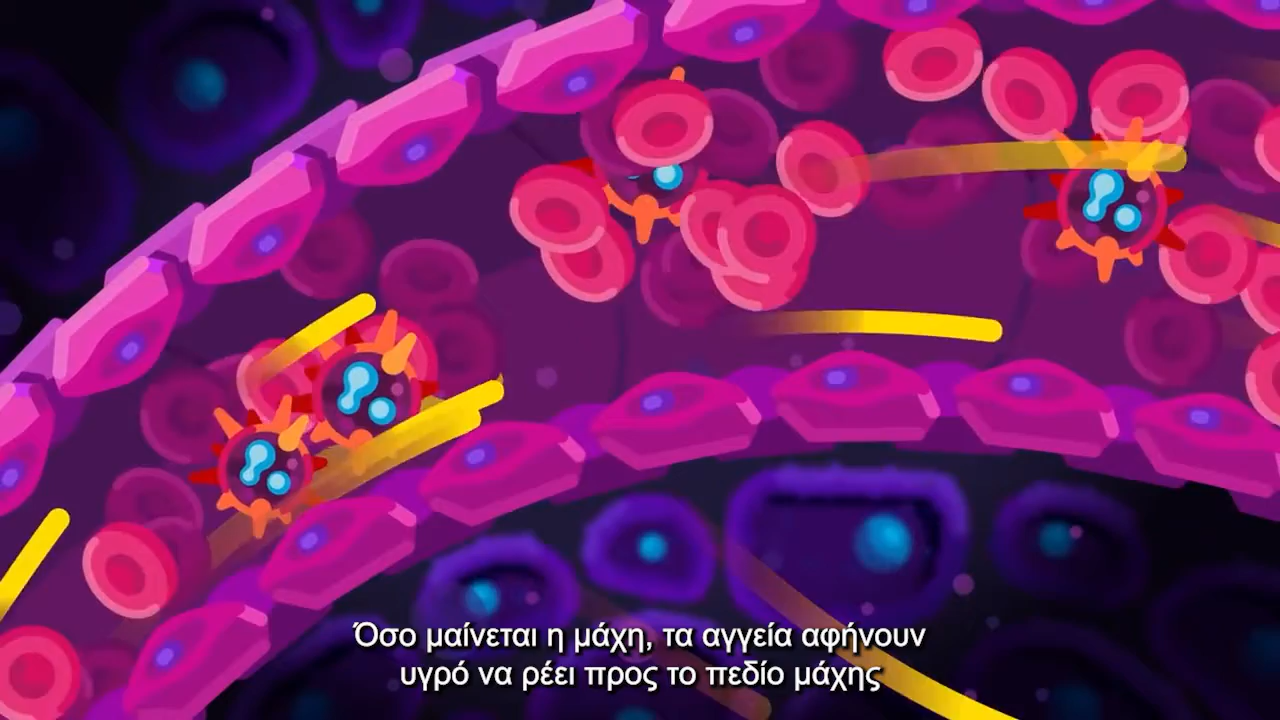 Όσο μαίνεται η μάχη, τα αγγεία αφήνουν
υγρό να ρέει προς το πεδίο μάχης